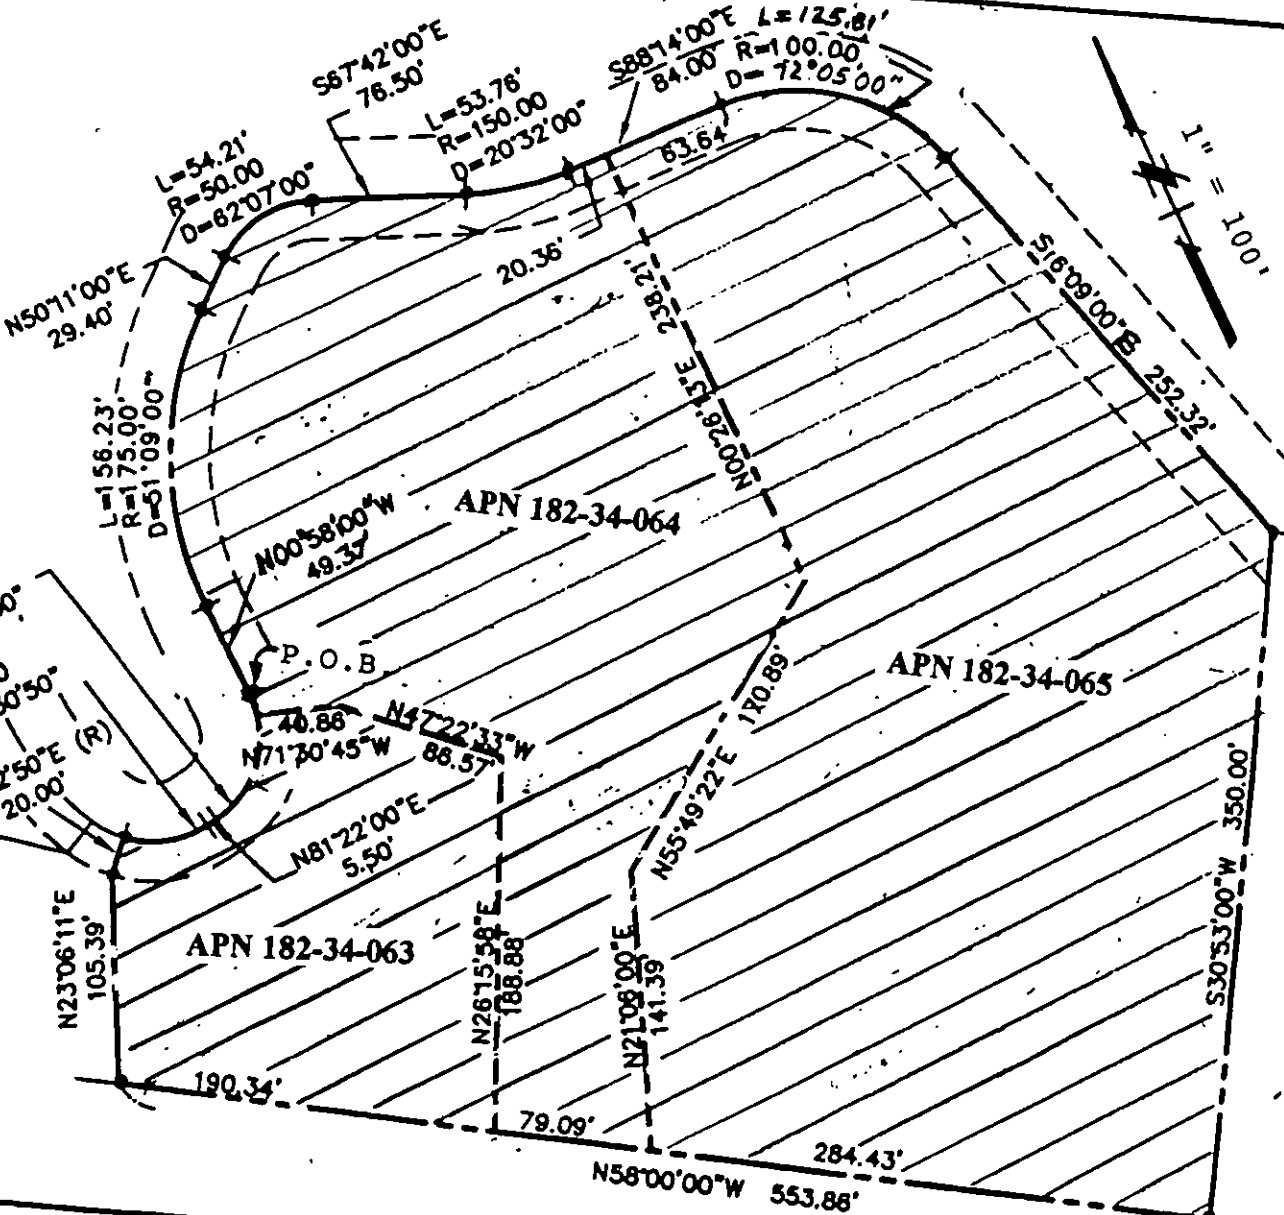 S88°14'00"E
84.00'
L=125.81'
R=100.00
D= 72°05'00"
S67°42'00"E
76.50'
L=53.76'
R=150.00
D=20°32'00"
L=54.21'
R=50.00
D=62°07'00"
63.64'
1" = 100'
N50°11'00"E
29.40'
20.36'
N00°26'13"E 238.21'
252.32'
L=156.23'
R=175.00'
D=51°09'00"
APN 182-34-064
N00°58'00"W
49.37'
P.O.B.
APN 182-34-065
40.86'
N71°30'45"W
N47°22'33"W
86.57'
170.89'
N55°49'22"E
(R)
20.00'
N81°22'00"E
5.50'
S30°53'00"W 350.00'
N23°06'11"E
105.39'
APN 182-34-063
N26°15'58"E
188.88'
N21°08'00"E
141.39'
190.34'
79.09'
284.43'
N58°00'00"W 553.86'